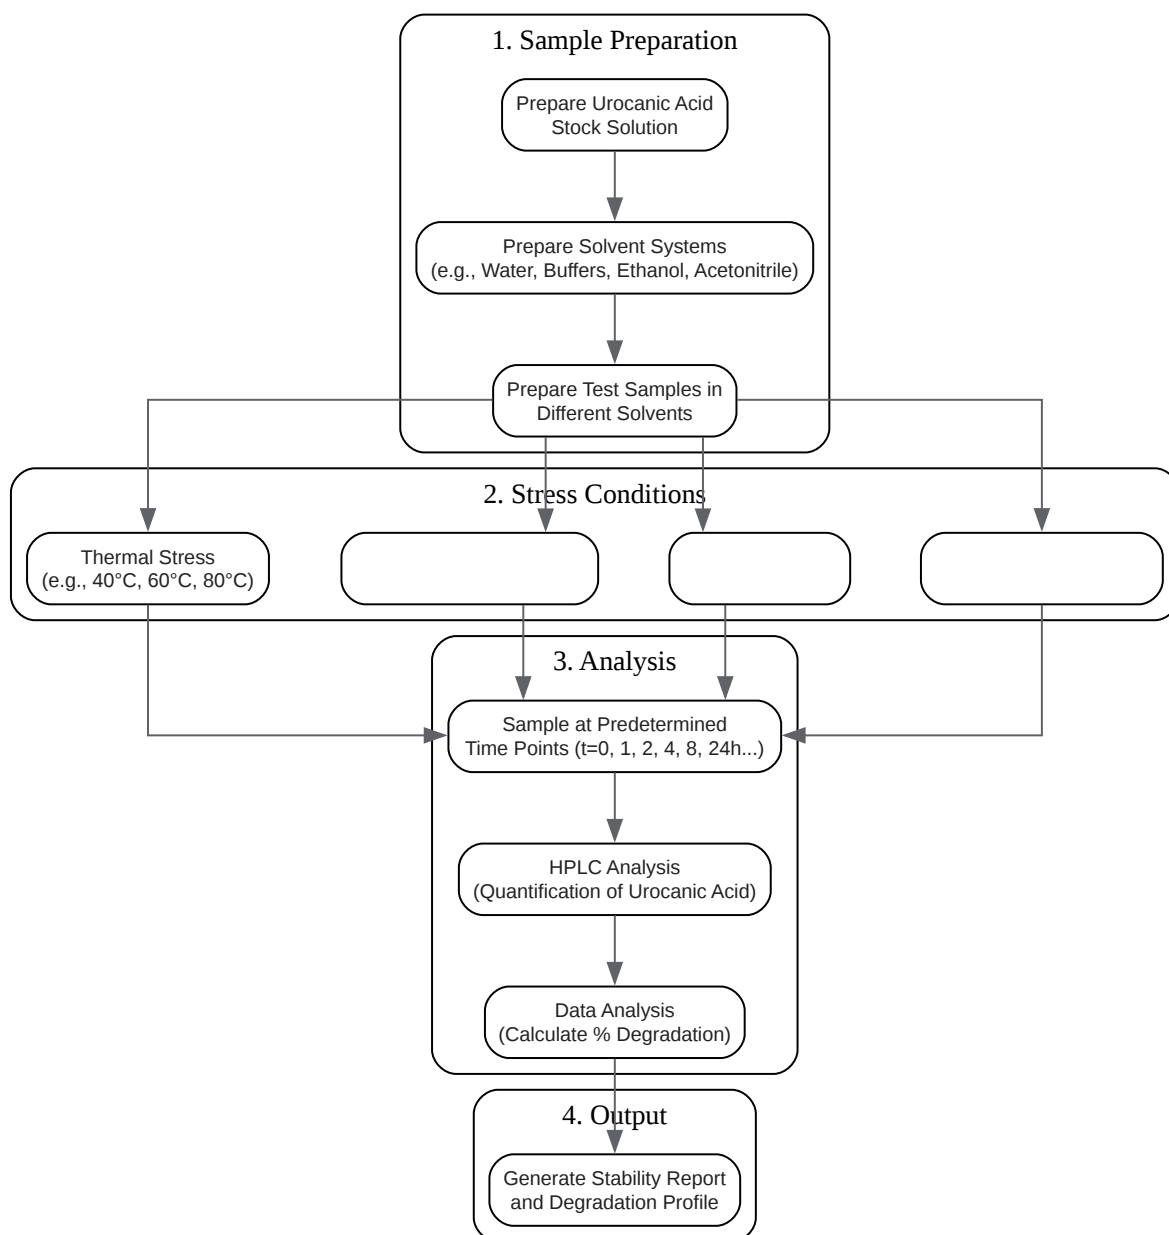 1. Sample Preparation
Prepare Urocanic Acid
Stock Solution
Prepare Solvent Systems
(e.g., Water, Buffers, Ethanol, Acetonitrile)
Prepare Test Samples in
Different Solvents
2. Stress Conditions
Thermal Stress
(e.g., 40°C, 60°C, 80°C)
3. Analysis
Sample at Predetermined
Time Points (t=0, 1, 2, 4, 8, 24h...)
HPLC Analysis
(Quantification of Urocanic Acid)
Data Analysis
(Calculate % Degradation)
4. Output
Generate Stability Report
and Degradation Profile